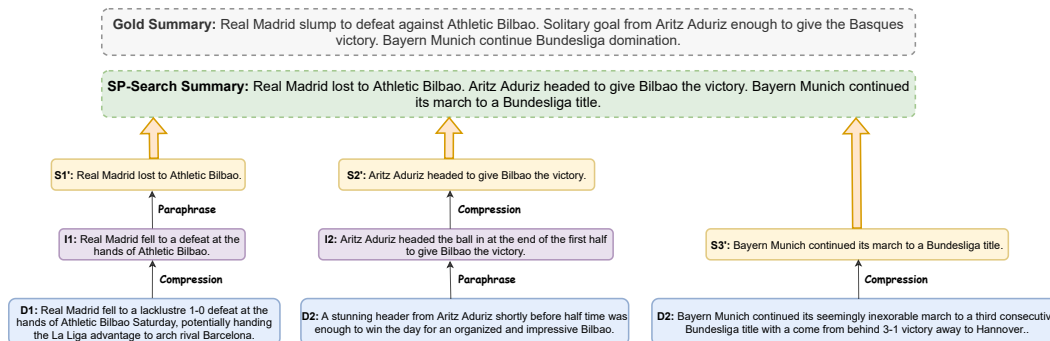 Gold Summary: Real Madrid slump to defeat against Athletic Bilbao. Solitary goal from Aritz Aduriz enough to give the Basques
victory. Bayern Munich continue Bundesliga domination.
SP-Search Summary: Real Madrid lost to Athletic Bilbao. Aritz Aduriz headed to give Bilbao the victory. Bayern Munich continued
its march to a Bundesliga title.
S1': Real Madrid lost to Athletic Bilbao.
S2': Aritz Aduriz headed to give Bilbao the victory.
Paraphrase
Compression
I1: Real Madrid fell to a defeat at the
hands of Athletic Bilbao.
I2: Aritz Aduriz headed the ball in at the end of the first half
to give Bilbao the victory.
S3': Bayern Munich continued its march to a Bundesliga title.
Compression
Paraphrase
Compression
D1: Real Madrid fell to a lacklustre 1-0 defeat at the
hands of Athletic Bilbao Saturday, potentially handing
the La Liga advantage to arch rival Barcelona.
D2: A stunning header from Aritz Aduriz shortly before half time was
enough to win the day for an organized and impressive Bilbao.
D2: Bayern Munich continued its seemingly inexorable march to a third consecutiv
Bundesliga title with a come from behind 3-1 victory away to Hannover..